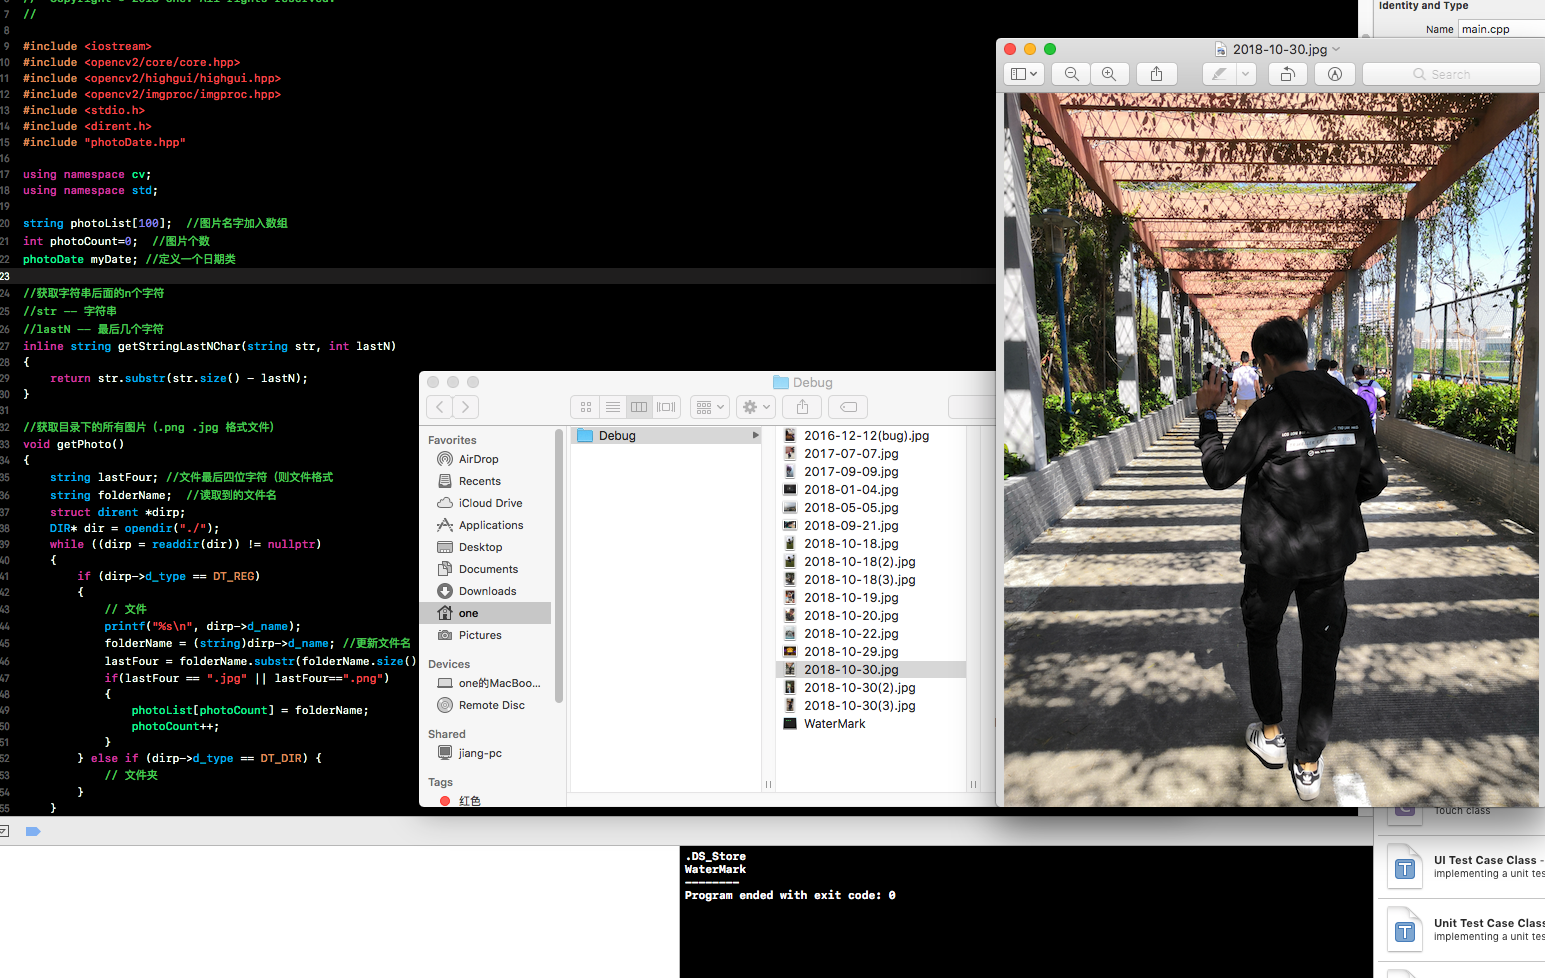 6 // Copyright © 2018 one. All rights reserved.
7 //
8
9 #include <iostream>
10 #include <opencv2/core/core.hpp>
11 #include <opencv2/highgui/highgui.hpp>
12 #include <opencv2/imgproc/imgproc.hpp>
13 #include <stdio.h>
14 #include <dirent.h>
15 #include "photoDate.hpp"
16
17 using namespace cv;
18 using namespace std;
19
20 string photoList[100]; //图片名字加入数组
21 int photoCount=0; //图片个数
22 photoDate myDate; //定义一个日期类
23
24 //获取字符串后面的n个字符
25 //str —— 字符串
26 //lastN —— 最后几个字符
27 inline string getStringLastNChar(string str, int lastN)
28 {
29 return str.substr(str.size() - lastN);
30 }
31
32 //获取目录下的所有图片 (.png .jpg 格式文件)
33 void getPhoto()
34 {
35 string lastFour; //文件最后四位字符 (则文件格式
36 string folderName; //读取到的文件名
37 struct dirent *dirp;
38 DIR* dir = opendir("./");
39 while ((dirp = readdir(dir)) != nullptr)
40 {
41 if (dirp->d_type == DT_REG)
42 {
43 // 文件
44 printf("%s\n", dirp->d_name);
45 folderName = (string)dirp->d_name; //更新文件名
46 lastFour = folderName.substr(folderName.size()
47 if(lastFour == ".jpg" || lastFour==".png")
48 {
49 photoList[photoCount] = folderName;
50 photoCount++;
51 }
52 } else if (dirp->d_type == DT_DIR) {
53 // 文件夹
54 }
55 }
Debug
Favorites
AirDrop
Recents
iCloud Drive
Applications
Desktop
Documents
Downloads
one
Pictures
Devices
one的MacBoo...
Remote Disc
Shared
jiang-pc
Tags
红色
Debug
2016-12-12(bug).jpg
2017-07-07.jpg
2017-09-09.jpg
2018-01-04.jpg
2018-05-05.jpg
2018-09-21.jpg
2018-10-18.jpg
2018-10-18(2).jpg
2018-10-18(3).jpg
2018-10-19.jpg
2018-10-20.jpg
2018-10-22.jpg
2018-10-29.jpg
2018-10-30.jpg
2018-10-30(2).jpg
2018-10-30(3).jpg
WaterMark
Identity and Type
Name main.cpp
2018-10-30.jpg
Search
.DS_Store
WaterMark
--------
Program ended with exit code: 0
Touch class
UI Test Case Class -
implementing a unit tes
Unit Test Case Class
implementing a unit tes